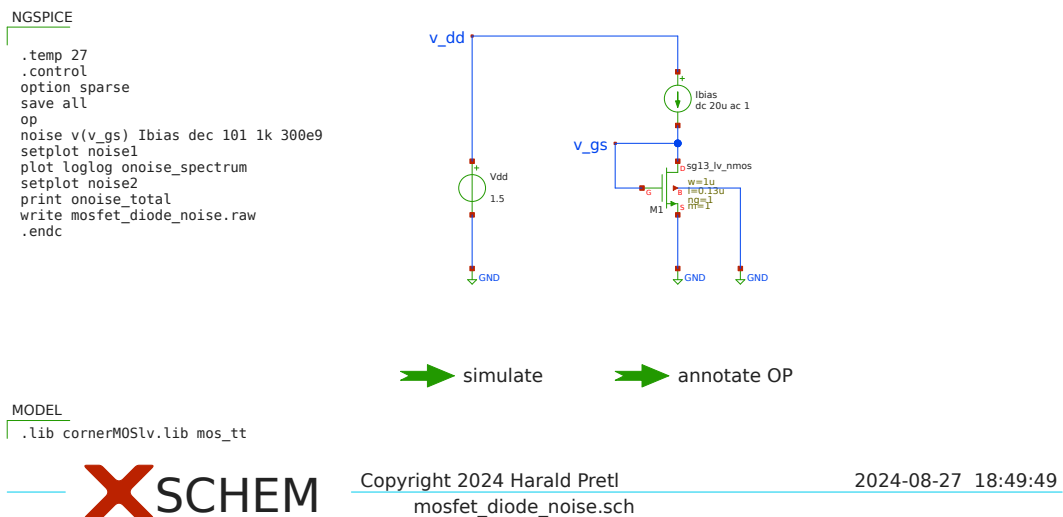 NGSPICE
.temp 27
.control
option sparse
save all
op
noise v(v_gs) Ibias dec 101 1k 300e9
setplot noise1
plot loglog onoise_spectrum
setplot noise2
print onoise_total
write mosfet_diode_noise.raw
.endc
v_dd
Ibias
dc 20u ac 1
v_gs
D
sg13_lv_nmos
Vdd
1.5
w=1u
l=0.13u
ng=1
m=1
G
B
S
M1
GND
GND
GND
simulate
annotate OP
MODEL
.lib cornerMOSlv.lib mos_tt
XSCHEM
Copyright 2024 Harald Pretl
2024-08-27 18:49:49
mosfet_diode_noise.sch